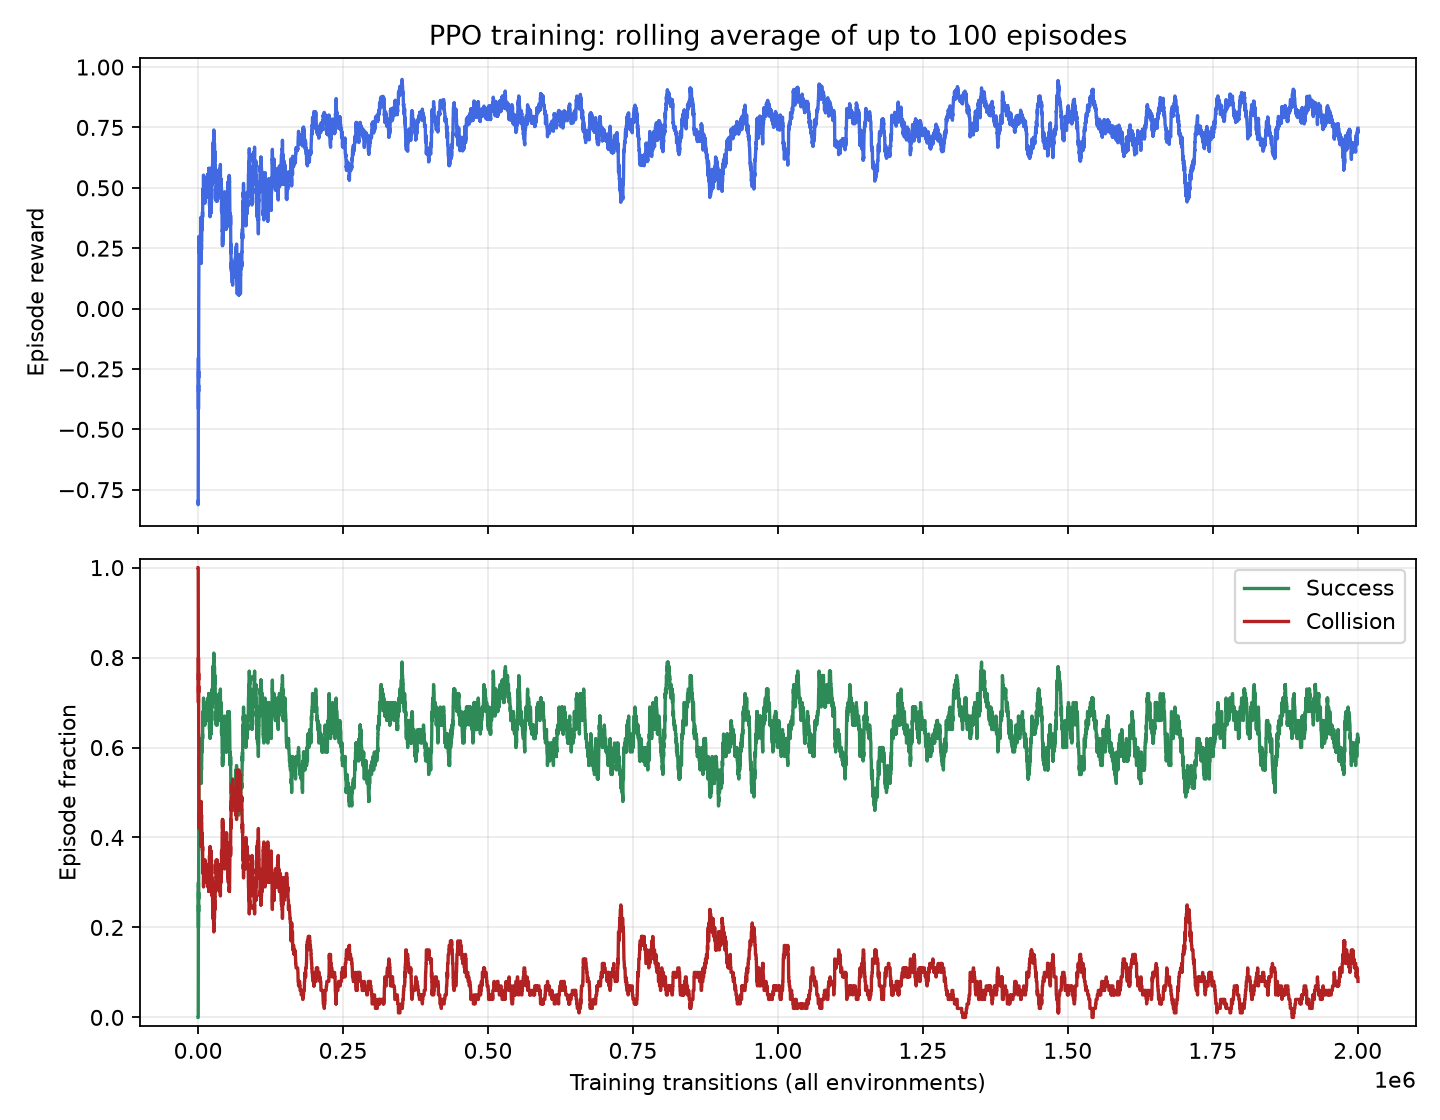 PPO training: rolling average of up to 100 episodes
1.00
0.75
0.50
0.25
0.00
−0.25
−0.50
−0.75
Episode reward
1.0
0.8
0.6
0.4
0.2
0.0
Episode fraction
Success
Collision
0.00 0.25 0.50 0.75 1.00 1.25 1.50 1.75 2.00
1e6
Training transitions (all environments)